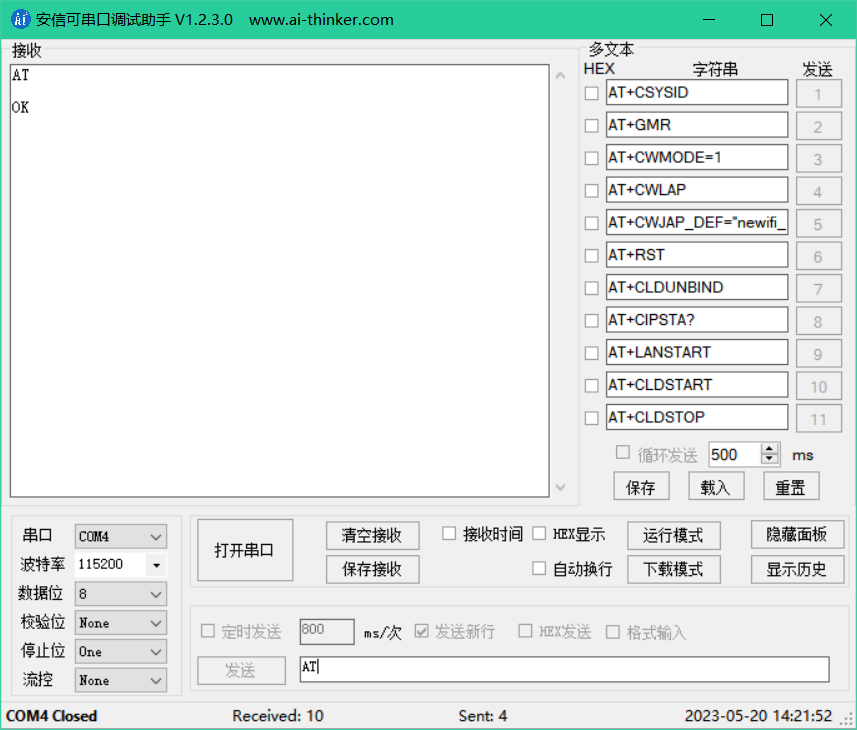 安信可串口调试助手 V1.2.3.0 www.ai-thinker.com
接收
AT
OK
多文本
HEX 字符串 发送
AT+CSYSID 1
AT+GMR 2
AT+CWMODE=1 3
AT+CWLAP 4
AT+CWJAP_DEF="newifi_ 5
AT+RST 6
AT+CLDUNBIND 7
AT+CIPSTA? 8
AT+LANSTART 9
AT+CLDSTART 10
AT+CLDSTOP 11
循环发送 500 ms
保存 载入 重置
串口 COM4
波特率 115200
数据位 8
校验位 None
停止位 One
流控 None
打开串口
清空接收 接收时间 HEX显示 运行模式 隐藏面板
保存接收 自动换行 下载模式 显示历史
定时发送 800 ms/次 发送新行 HEX发送 格式输入
发送 AT
COM4 Closed Received: 10 Sent: 4 2023-05-20 14:21:52